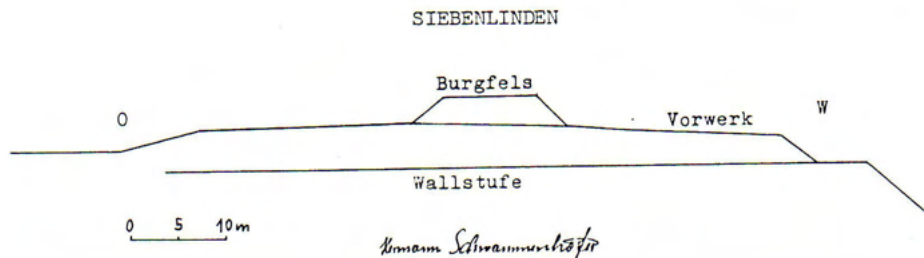 SIEBENLINDEN
Burgfels
O
W
Vorwerk
Wallstufe
0 5 10m
Hermann Schwammenhöfer